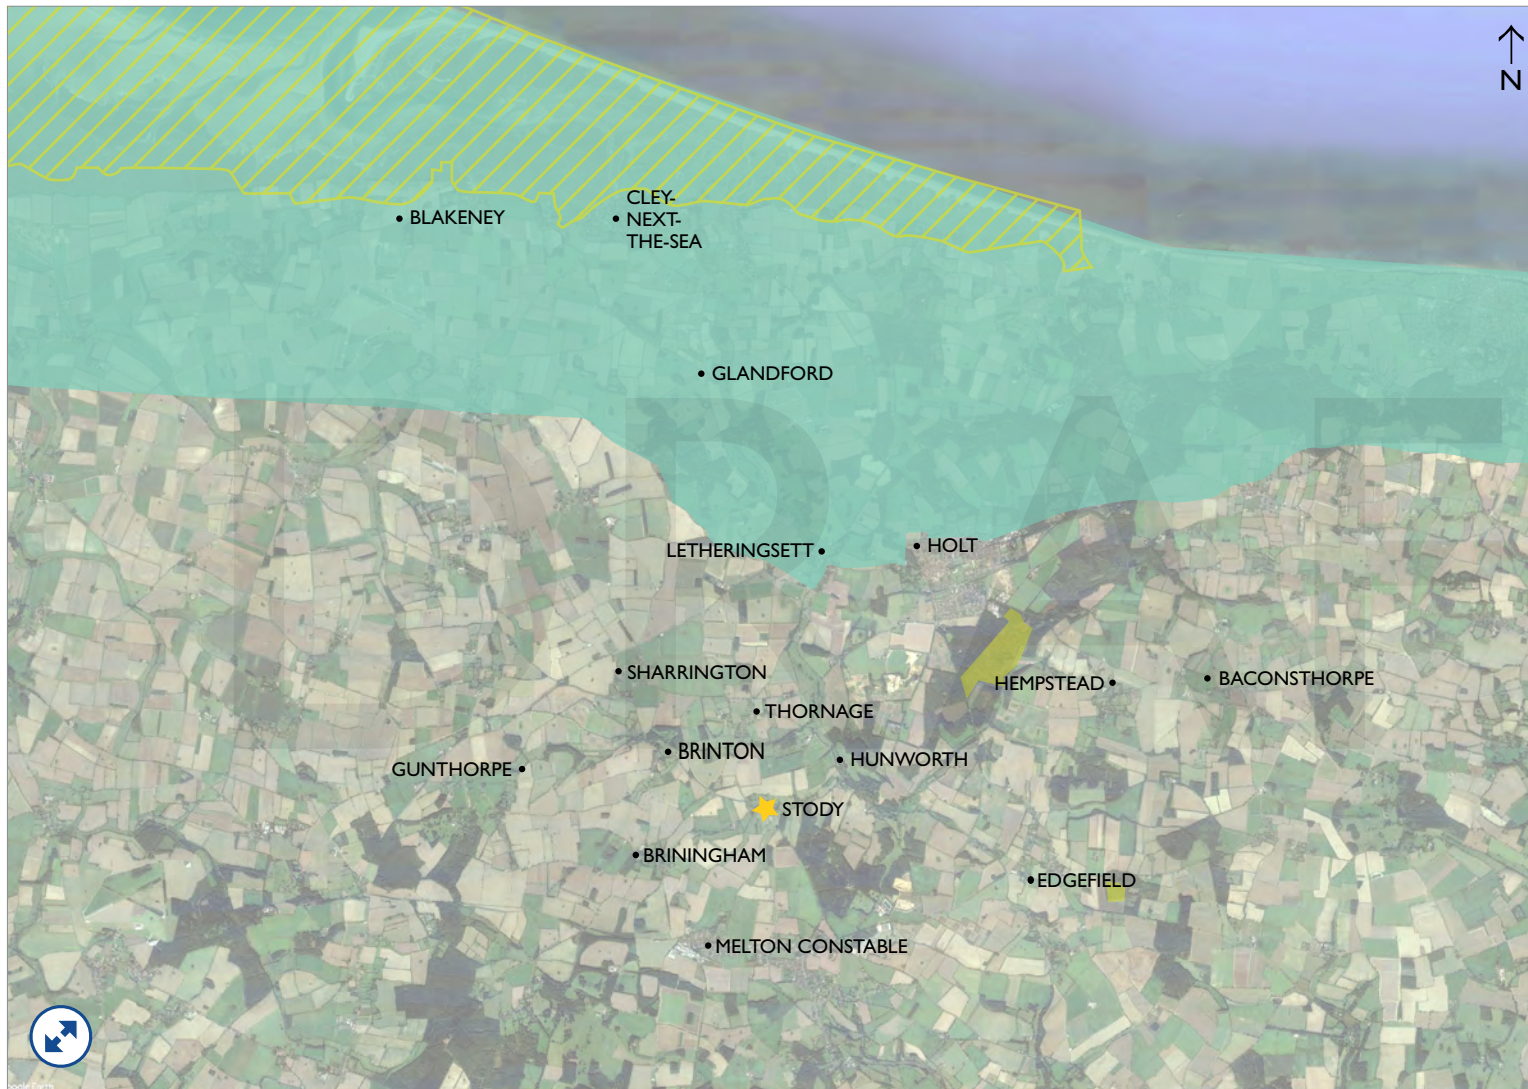 N
CLEY-
NEXT-
THE-SEA
BLAKENEY
GLANDFORD
DRAFT
LETHERINGSETT
HOLT
SHARRINGTON
HEMPSTEAD
BACONSTHORPE
THORNAGE
BRINTON
HUNWORTH
GUNTHORPE
STODY
BRININGHAM
EDGEFIELD
MELTON CONSTABLE